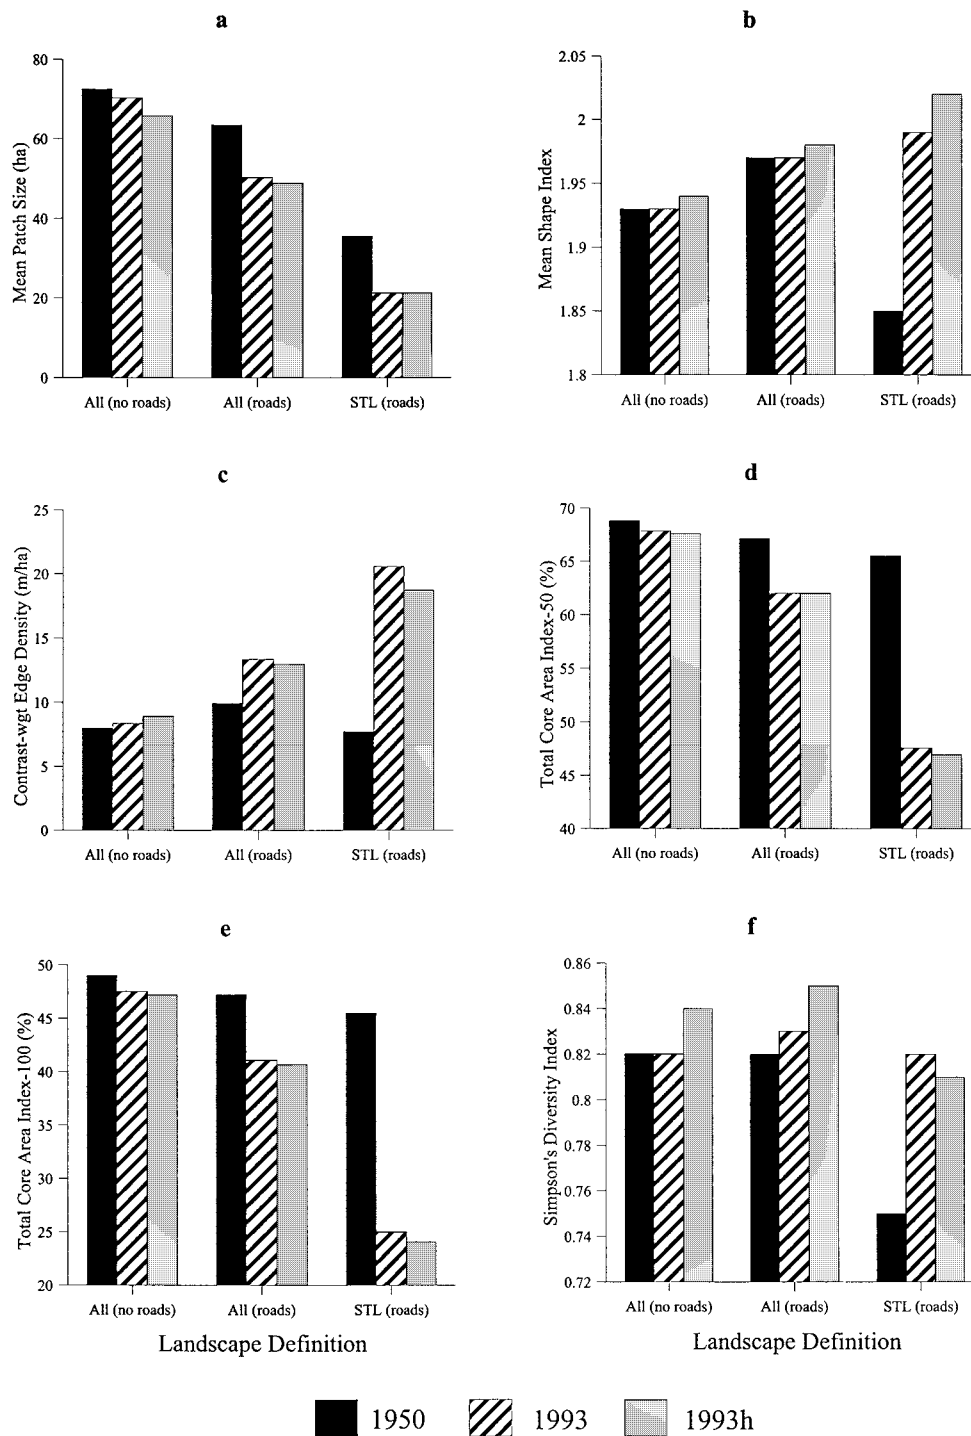 a
Mean Patch Size (ha)
80
60
40
20
0
All (no roads) All (roads) STL (roads)
b
Mean Shape Index
2.05
2
1.95
1.9
1.85
1.8
All (no roads) All (roads) STL (roads)
c
Contrast-wgt Edge Density (m/ha)
25
20
15
10
5
0
All (no roads) All (roads) STL (roads)
d
Total Core Area Index-50 (%)
70
65
60
55
50
45
40
All (no roads) All (roads) STL (roads)
e
Total Core Area Index-100 (%)
50
45
40
35
30
25
20
All (no roads) All (roads) STL (roads)
Landscape Definition
f
Simpson's Diversity Index
0.86
0.84
0.82
0.8
0.78
0.76
0.74
0.72
All (no roads) All (roads) STL (roads)
Landscape Definition
1950 1993 1993h